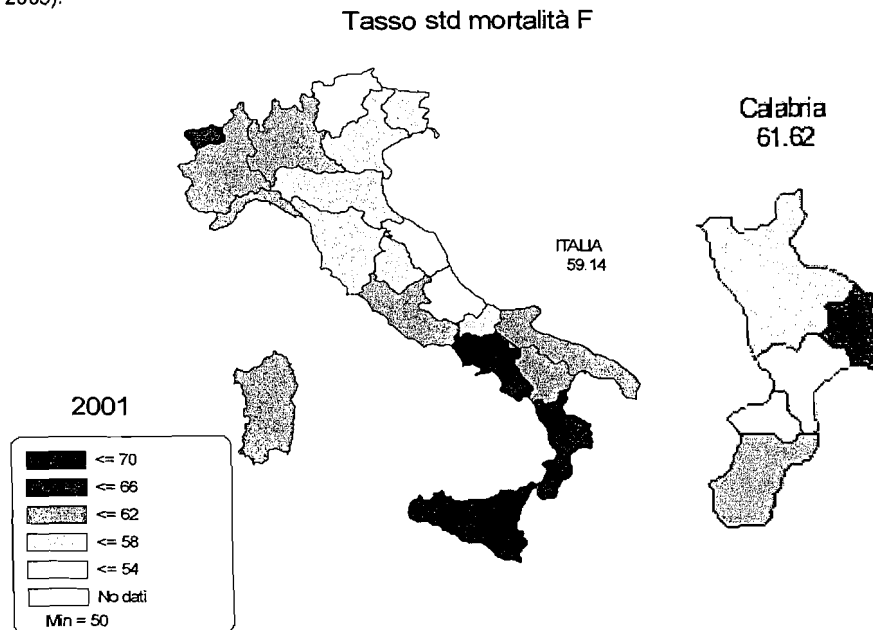 2005).
Tasso std mortalità F
Calabria
61.62
ITALIA
59.14
2001
<= 70
<= 66
<= 62
<= 58
<= 54
No dati
Min = 50